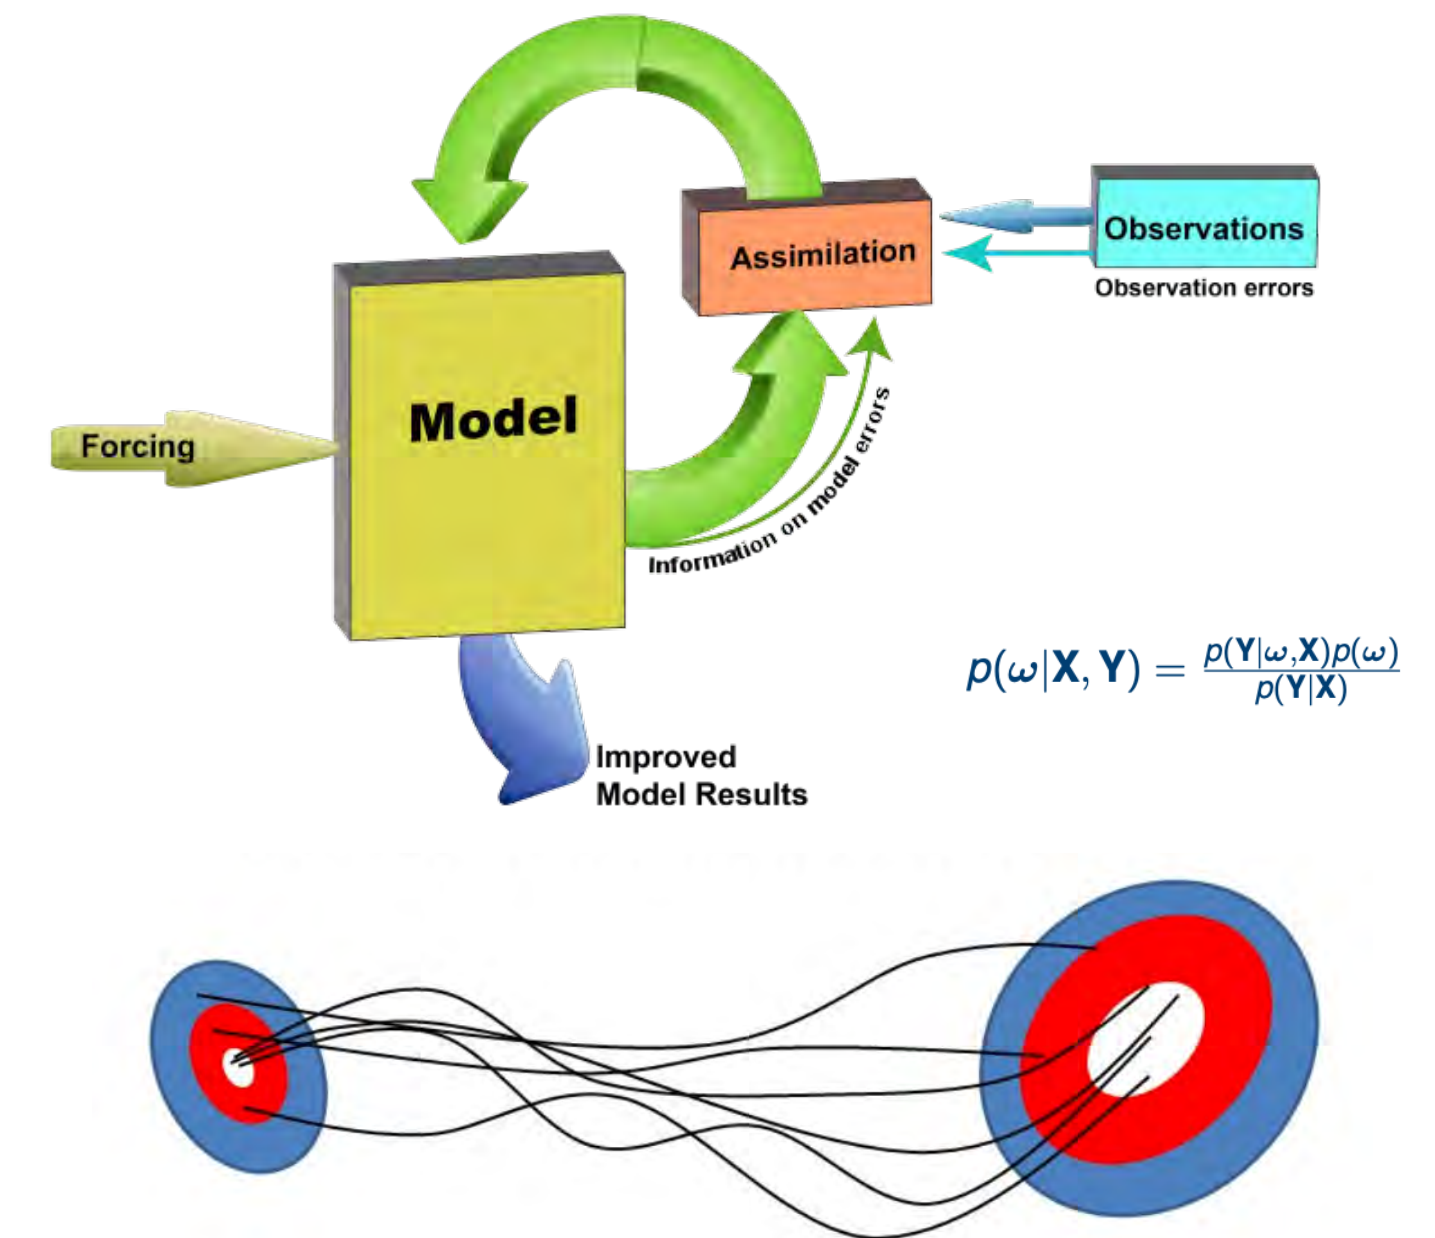 Assimilation
Observations
Observation errors
Model
Forcing
Information on model errors
p(ω|X, Y) = p(Y|ω,X)p(ω) / p(Y|X)
Improved
Model Results